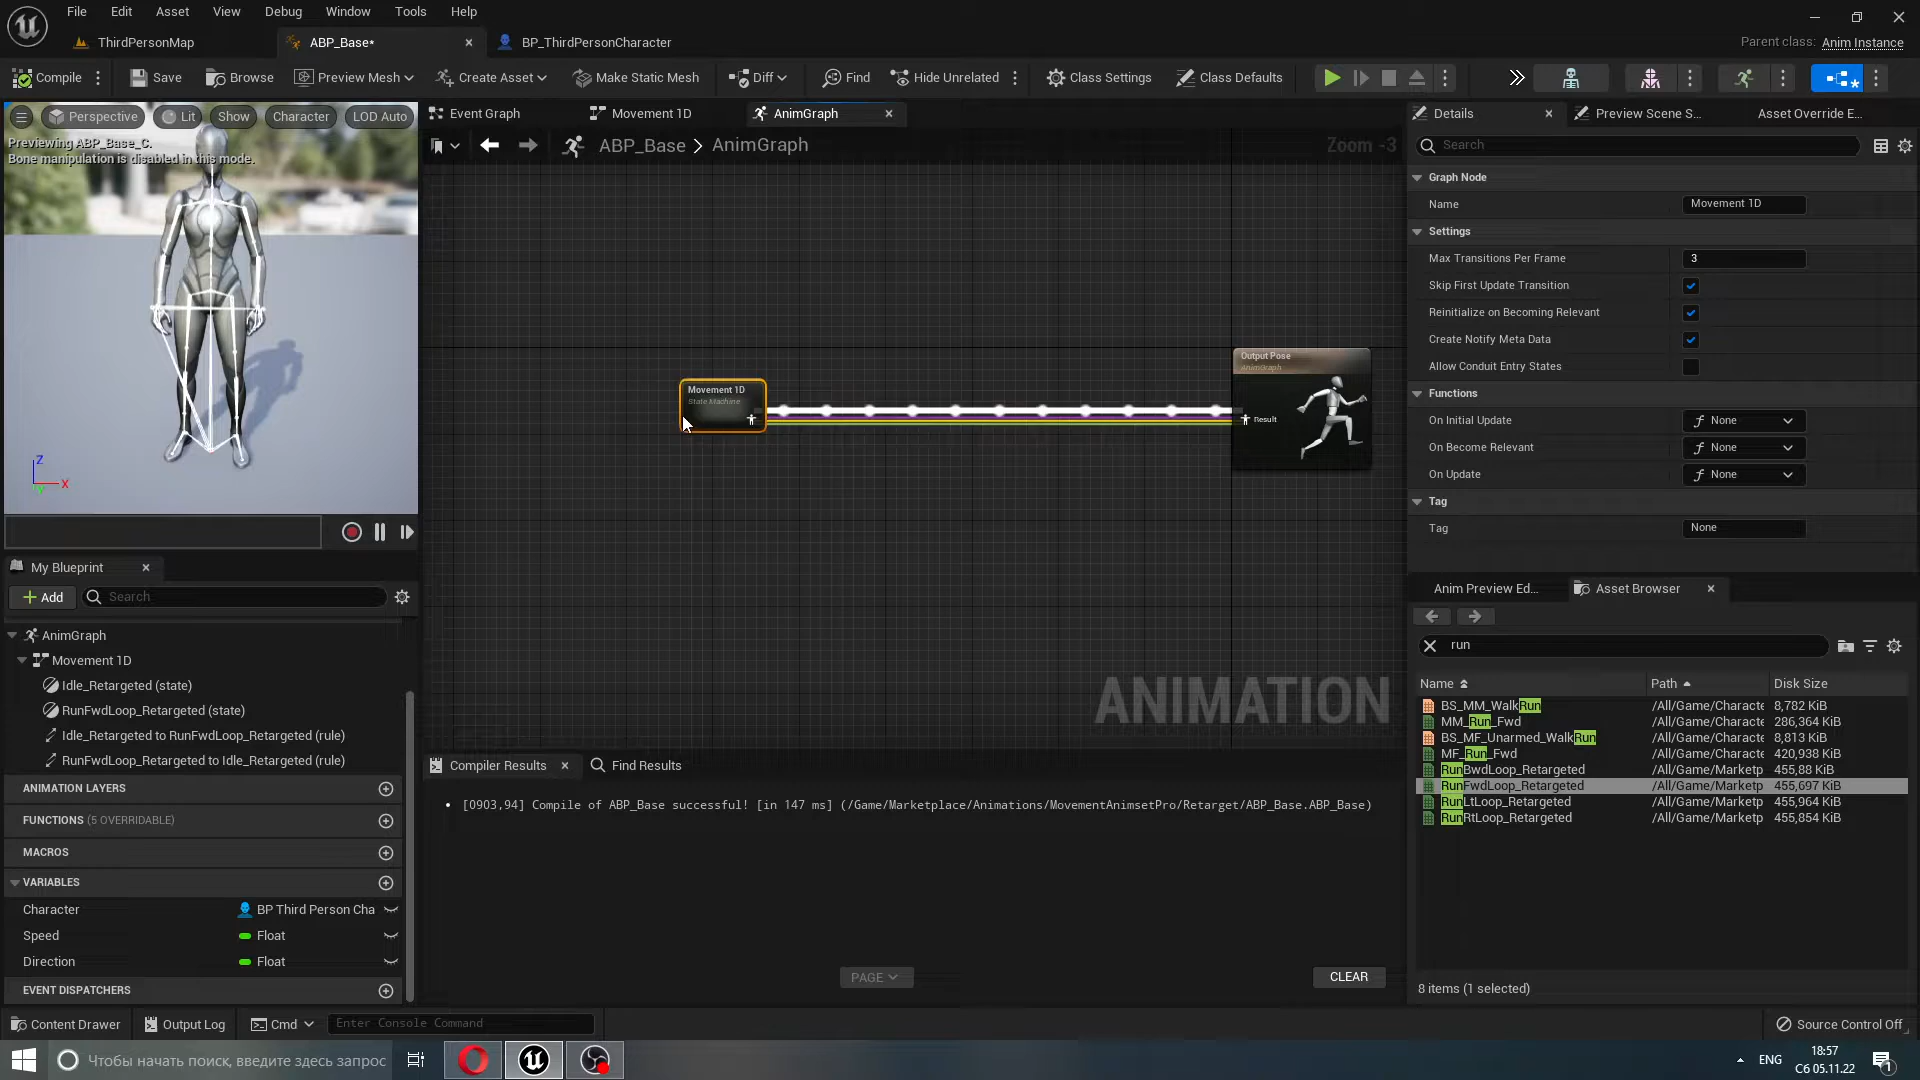 File Edit Asset View Debug Window Tools Help
ThirdPersonMap
ABP_Base*
BP_ThirdPersonCharacter
Parent class: Anim Instance
Compile
Save
Browse
Preview Mesh
Create Asset
Make Static Mesh
Diff
Find
Hide Unrelated
Class Settings
Class Defaults
Perspective
Lit
Show
Character
LOD Auto
Previewing ABP_Base_C.
Bone manipulation is disabled in this mode.
Z
X
Y
Event Graph
Movement 1D
AnimGraph
ABP_Base > AnimGraph
Zoom -3
Movement 1D
State Machine
Output Pose
AnimGraph
Result
ANIMATION
Details
Preview Scene S...
Asset Override E...
Search
Graph Node
Name Movement 1D
Settings
Max Transitions Per Frame 3
Skip First Update Transition
Reinitialize on Becoming Relevant
Create Notify Meta Data
Allow Conduit Entry States
Functions
On Initial Update None
On Become Relevant None
On Update None
Tag
Tag None
My Blueprint
Add
Search
AnimGraph
Movement 1D
Idle_Retargeted (state)
RunFwdLoop_Retargeted (state)
Idle_Retargeted to RunFwdLoop_Retargeted (rule)
RunFwdLoop_Retargeted to Idle_Retargeted (rule)
ANIMATION LAYERS
FUNCTIONS (5 OVERRIDABLE)
MACROS
VARIABLES
Character BP Third Person Cha
Speed Float
Direction Float
EVENT DISPATCHERS
Compiler Results
Find Results
[0903,94] Compile of ABP_Base successful! [in 147 ms] (/Game/Marketplace/Animations/MovementAnimsetPro/Retarget/ABP_Base.ABP_Base)
PAGE
CLEAR
Anim Preview Ed...
Asset Browser
run
Name Path Disk Size
BS_MM_WalkRun /All/Game/Characte 8,782 KiB
MM_Run_Fwd /All/Game/Characte 286,364 KiB
BS_MF_Unarmed_WalkRun /All/Game/Characte 8,813 KiB
MF_Run_Fwd /All/Game/Characte 420,938 KiB
RunBwdLoop_Retargeted /All/Game/Marketp 455,88 KiB
RunFwdLoop_Retargeted /All/Game/Marketp 455,697 KiB
RunLtLoop_Retargeted /All/Game/Marketp 455,964 KiB
RunRtLoop_Retargeted /All/Game/Marketp 455,854 KiB
8 items (1 selected)
Content Drawer
Output Log
Cmd
Enter Console Command
Source Control Off
Чтобы начать поиск, введите здесь запрос
ENG
18:57
Сб 05.11.22
1